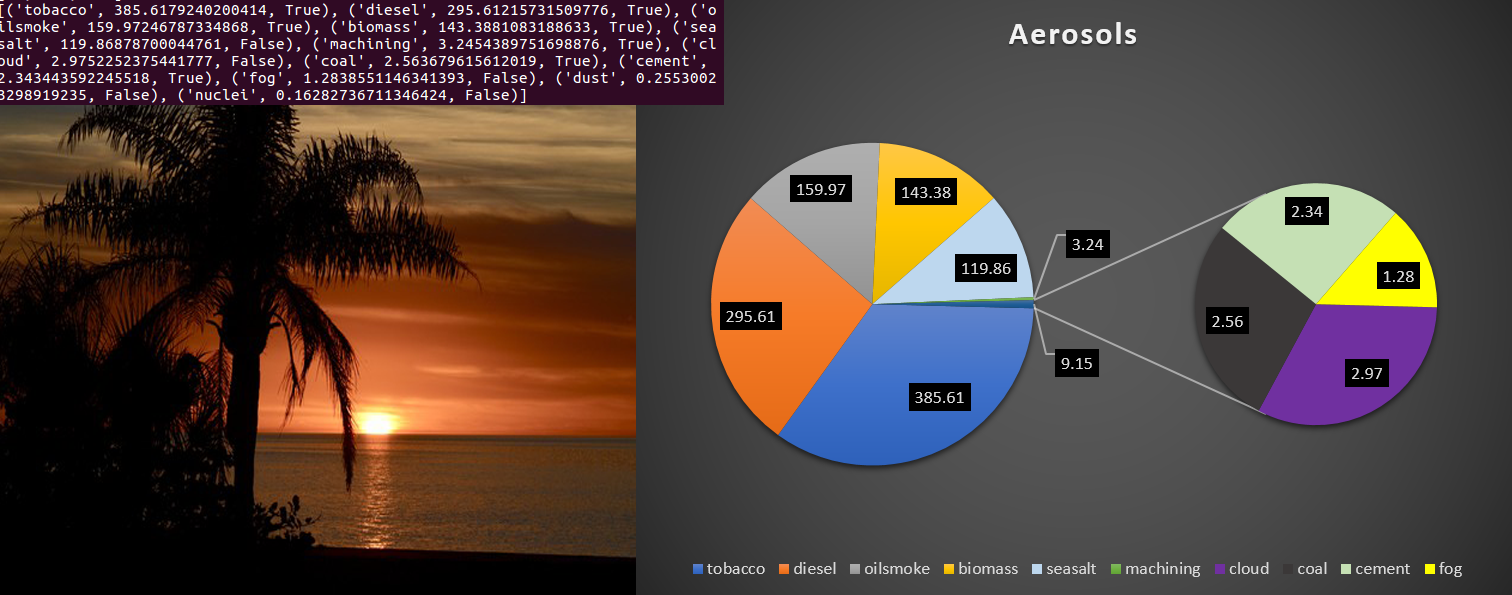 [('tobacco', 385.6179240200414, True), ('diesel', 295.61215731509776, True), ('o
ilsmoke', 159.97246787334868, True), ('biomass', 143.3881083188633, True), ('sea
salt', 119.86878700044761, False), ('machining', 3.2454389751698876, True), ('cl
oud', 2.9752252375441777, False), ('coal', 2.563679615612019, True), ('cement',
2.343443592245518, True), ('fog', 1.2838551146341393, False), ('dust', 0.2553002
3298919235, False), ('nuclei', 0.16282736711346424, False)]
Aerosols
159.97
143.38
2.34
3.24
119.86
1.28
295.61
2.56
9.15
2.97
385.61
tobacco diesel oilsmoke biomass seasalt machining cloud coal cement fog